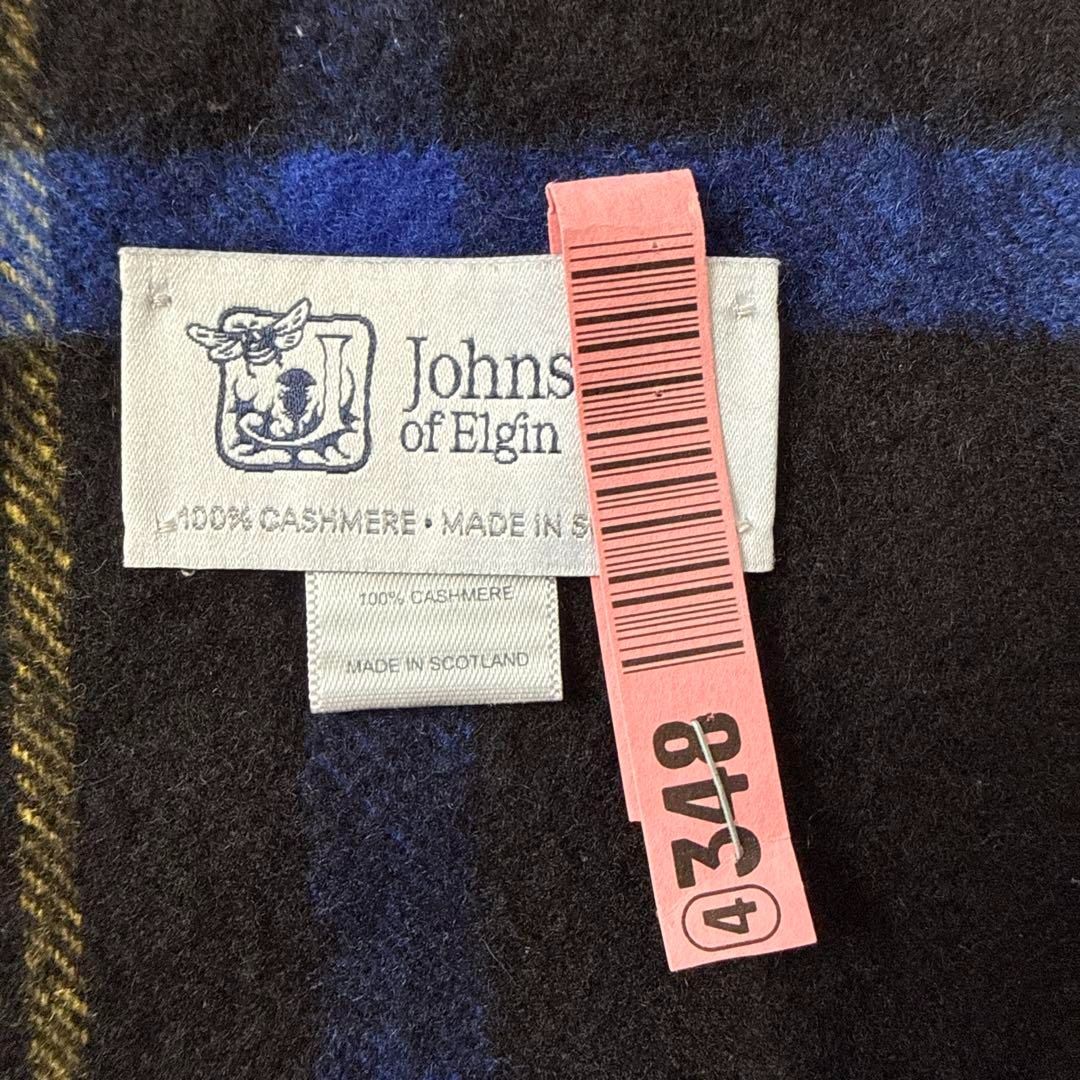 Johns
of Elgin
100% CASHMERE • MADE IN S
100% CASHMERE
MADE IN SCOTLAND
4 348